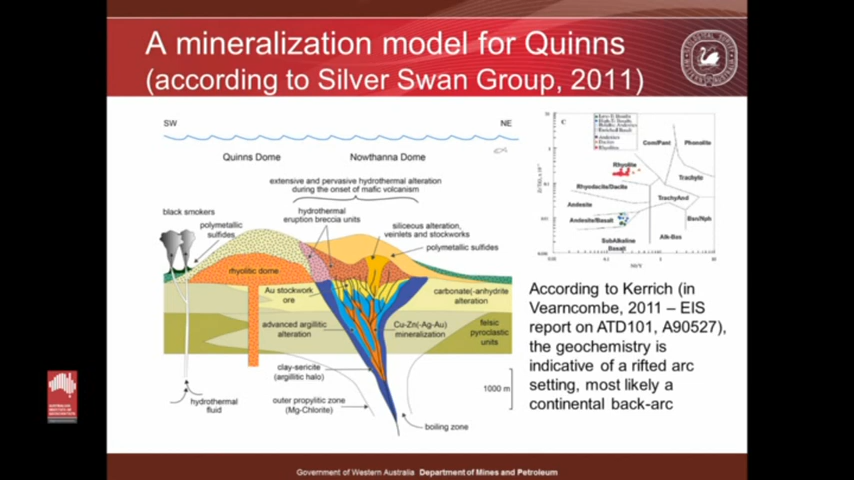 A mineralization model for Quinns
(according to Silver Swan Group, 2011)
SW
NE
Quinns Dome
Nowthanna Dome
extensive and pervasive hydrothermal alteration
during the onset of mafic volcanism
black smokers
polymetallic
sulfides
hydrothermal
eruption breccia units
siliceous alteration,
veinlets and stockworks
polymetallic sulfides
rhyolitic dome
Au stockwork
ore
carbonate(-anhydrite
alteration
advanced argillitic
alteration
Cu-Zn(-Ag-Au)
mineralization
felsic
pyroclastic
units
clay-sericite
(argillitic halo)
1000 m
hydrothermal
fluid
outer propylitic zone
(Mg-Chlorite)
boiling zone
C
Com/Pant
Phonolite
Rhyolite
Trachyte
Rhyodacite/Dacite
TrachyAnd
Andesite
Andesite/Basalt
Bsn/Nph
Alk-Bas
SubAlkaline
Basalt
According to Kerrich (in
Vearncombe, 2011 – EIS
report on ATD101, A90527),
the geochemistry is
indicative of a rifted arc
setting, most likely a
continental back-arc
Government of Western Australia Department of Mines and Petroleum